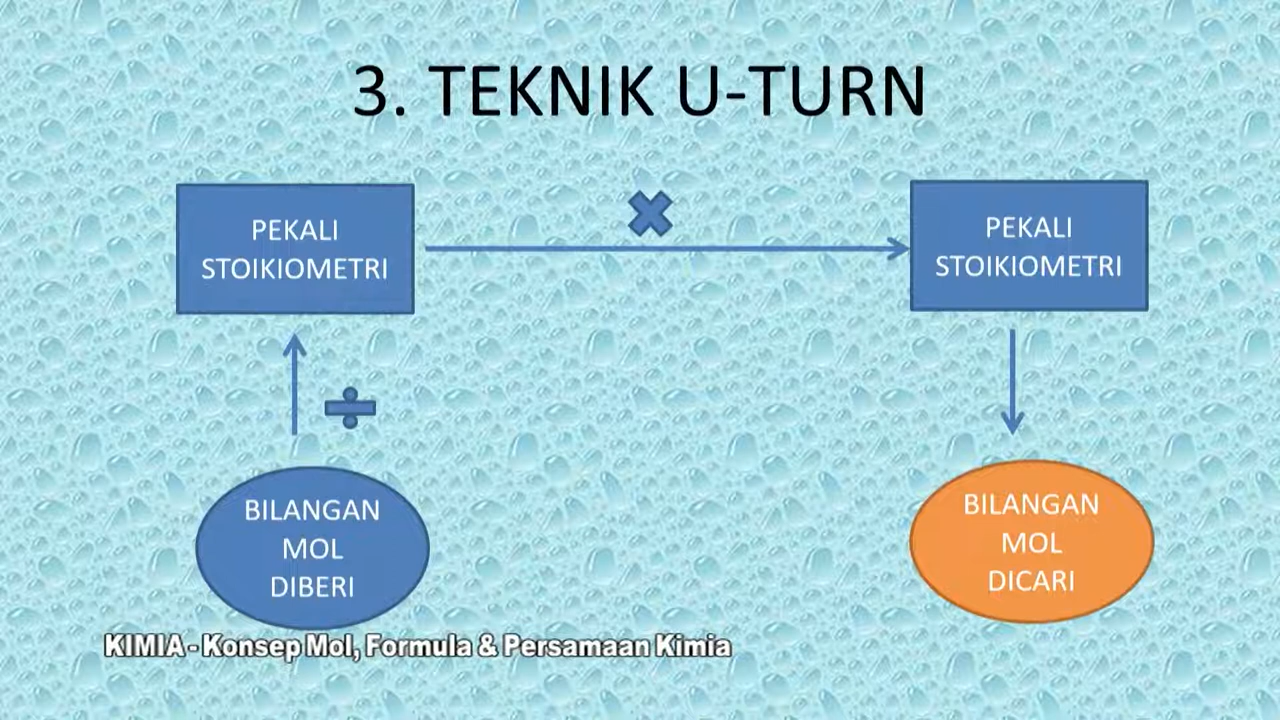 3. TEKNIK U-TURN
PEKALI
STOIKIOMETRI
PEKALI
STOIKIOMETRI
BILANGAN
MOL
DIBERI
BILANGAN
MOL
DICARI
KIMIA - Konsep Mol, Formula & Persamaan Kimia